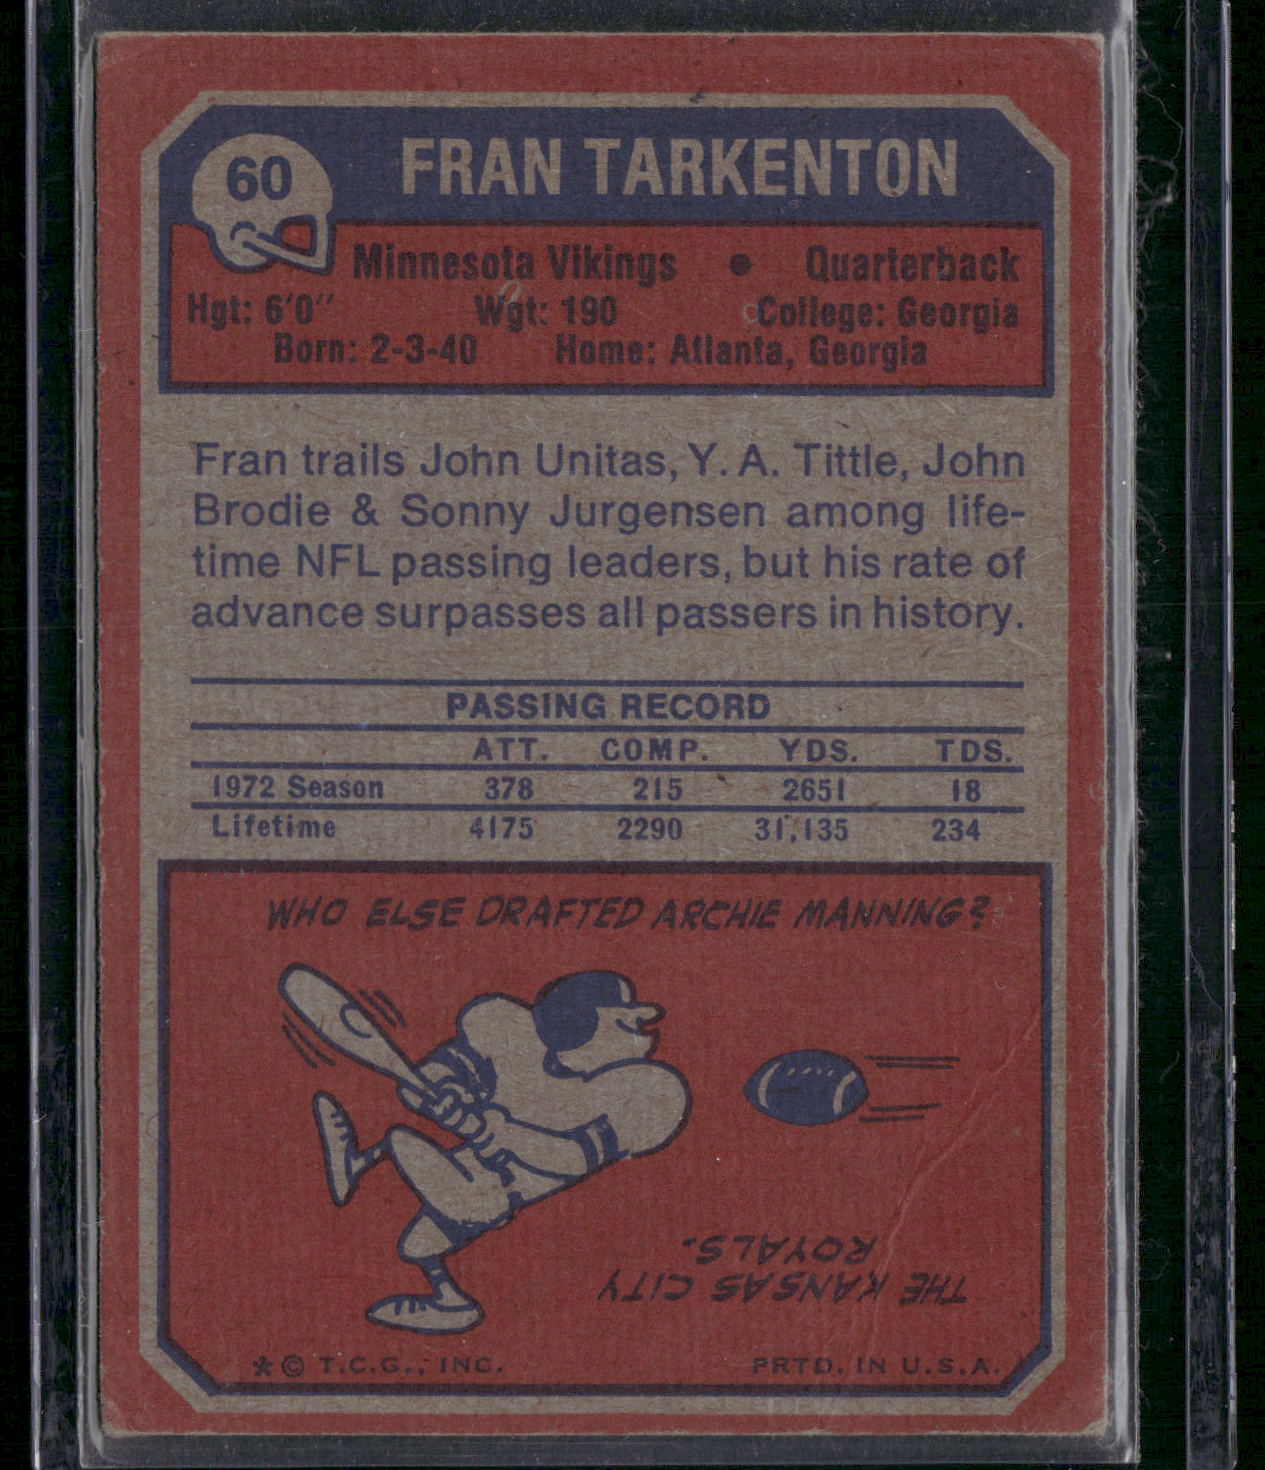 60
FRAN TARKENTON
Minnesota Vikings • Quarterback
Hgt: 6'0" Wgt: 190 College: Georgia
Born: 2-3-40 Home: Atlanta, Georgia
Fran trails John Unitas, Y. A. Tittle, John
Brodie & Sonny Jurgensen among life-
time NFL passing leaders, but his rate of
advance surpasses all passers in history.
PASSING RECORD
ATT. COMP. YDS. TDS.
1972 Season 378 215 2651 18
Lifetime 4175 2290 31,135 234
WHO ELSE DRAFTED ARCHIE MANNING?
THE KANSAS CITY
ROYALS.
*© T.C.G., INC. PRTD. IN U.S.A.